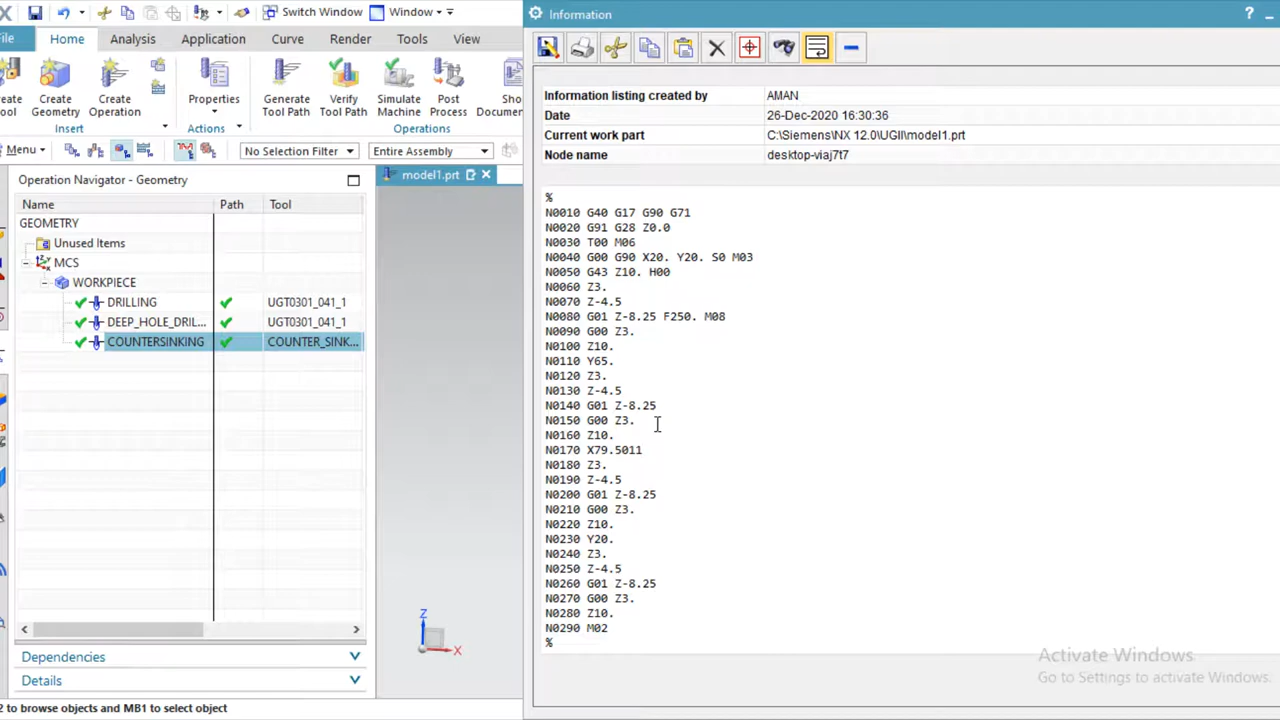 Switch Window Window
Information
File Home Analysis Application Curve Render Tools View
Create Geometry
Create Operation
Properties
Generate Tool Path
Verify Tool Path
Simulate Machine
Post Process
Insert Actions Operations
Menu No Selection Filter Entire Assembly
Operation Navigator - Geometry
model1.prt
Name Path Tool
GEOMETRY
Unused Items
MCS
WORKPIECE
DRILLING UGT0301_041_1
DEEP_HOLE_DRIL... UGT0301_041_1
COUNTERSINKING COUNTER_SINK...
Z
X
Dependencies
Details
2 to browse objects and MB1 to select object
Information listing created by AMAN
Date 26-Dec-2020 16:30:36
Current work part C:\Siemens\NX 12.0\UGII\model1.prt
Node name desktop-viaj7t7
%
N0010 G40 G17 G90 G71
N0020 G91 G28 Z0.0
N0030 T00 M06
N0040 G00 G90 X20. Y20. S0 M03
N0050 G43 Z10. H00
N0060 Z3.
N0070 Z-4.5
N0080 G01 Z-8.25 F250. M08
N0090 G00 Z3.
N0100 Z10.
N0110 Y65.
N0120 Z3.
N0130 Z-4.5
N0140 G01 Z-8.25
N0150 G00 Z3.
N0160 Z10.
N0170 X79.5011
N0180 Z3.
N0190 Z-4.5
N0200 G01 Z-8.25
N0210 G00 Z3.
N0220 Z10.
N0230 Y20.
N0240 Z3.
N0250 Z-4.5
N0260 G01 Z-8.25
N0270 G00 Z3.
N0280 Z10.
N0290 M02
%
Activate Windows
Go to Settings to activate Windows.